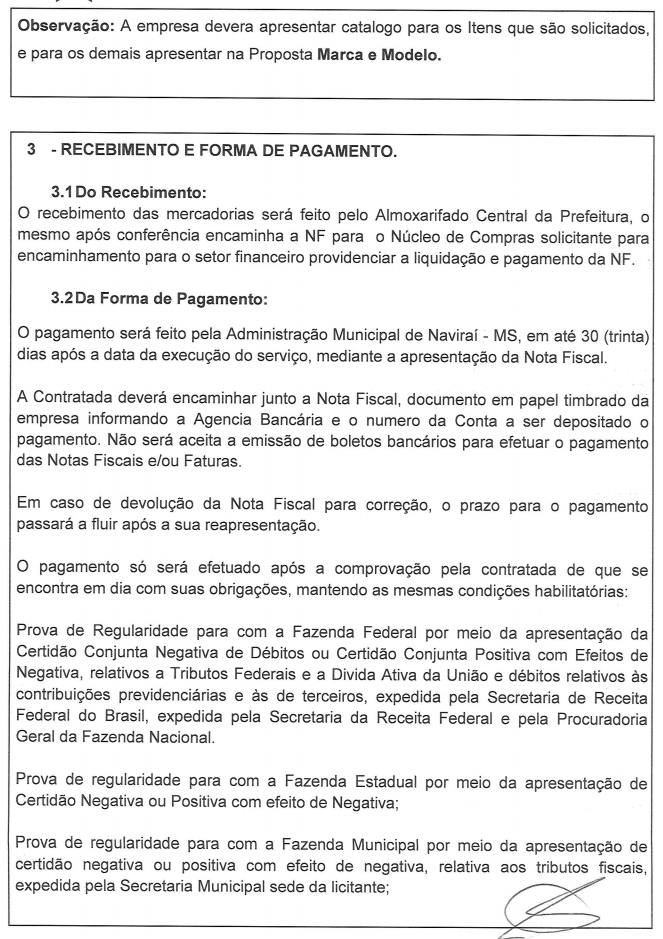 Observação: A empresa devera apresentar catalogo para os Itens que são solicitados,
e para os demais apresentar na Proposta Marca e Modelo.
3 - RECEBIMENTO E FORMA DE PAGAMENTO.
3.1 Do Recebimento:
O recebimento das mercadorias será feito pelo Almoxarifado Central da Prefeitura, o
mesmo após conferência encaminha a NF para o Núcleo de Compras solicitante para
encaminhamento para o setor financeiro providenciar a liquidação e pagamento da NF.
3.2 Da Forma de Pagamento:
O pagamento será feito pela Administração Municipal de Naviraí - MS, em até 30 (trinta)
dias após a data da execução do serviço, mediante a apresentação da Nota Fiscal.
A Contratada deverá encaminhar junto a Nota Fiscal, documento em papel timbrado da
empresa informando a Agencia Bancária e o numero da Conta a ser depositado o
pagamento. Não será aceita a emissão de boletos bancários para efetuar o pagamento
das Notas Fiscais e/ou Faturas.
Em caso de devolução da Nota Fiscal para correção, o prazo para o pagamento
passará a fluir após a sua reapresentação.
O pagamento só será efetuado após a comprovação pela contratada de que se
encontra em dia com suas obrigações, mantendo as mesmas condições habilitatórias:
Prova de Regularidade para com a Fazenda Federal por meio da apresentação da
Certidão Conjunta Negativa de Débitos ou Certidão Conjunta Positiva com Efeitos de
Negativa, relativos a Tributos Federais e a Divida Ativa da União e débitos relativos às
contribuições previdenciárias e às de terceiros, expedida pela Secretaria de Receita
Federal do Brasil, expedida pela Secretaria da Receita Federal e pela Procuradoria
Geral da Fazenda Nacional.
Prova de regularidade para com a Fazenda Estadual por meio da apresentação de
Certidão Negativa ou Positiva com efeito de Negativa;
Prova de regularidade para com a Fazenda Municipal por meio da apresentação de
certidão negativa ou positiva com efeito de negativa, relativa aos tributos fiscais,
expedida pela Secretaria Municipal sede da licitante;